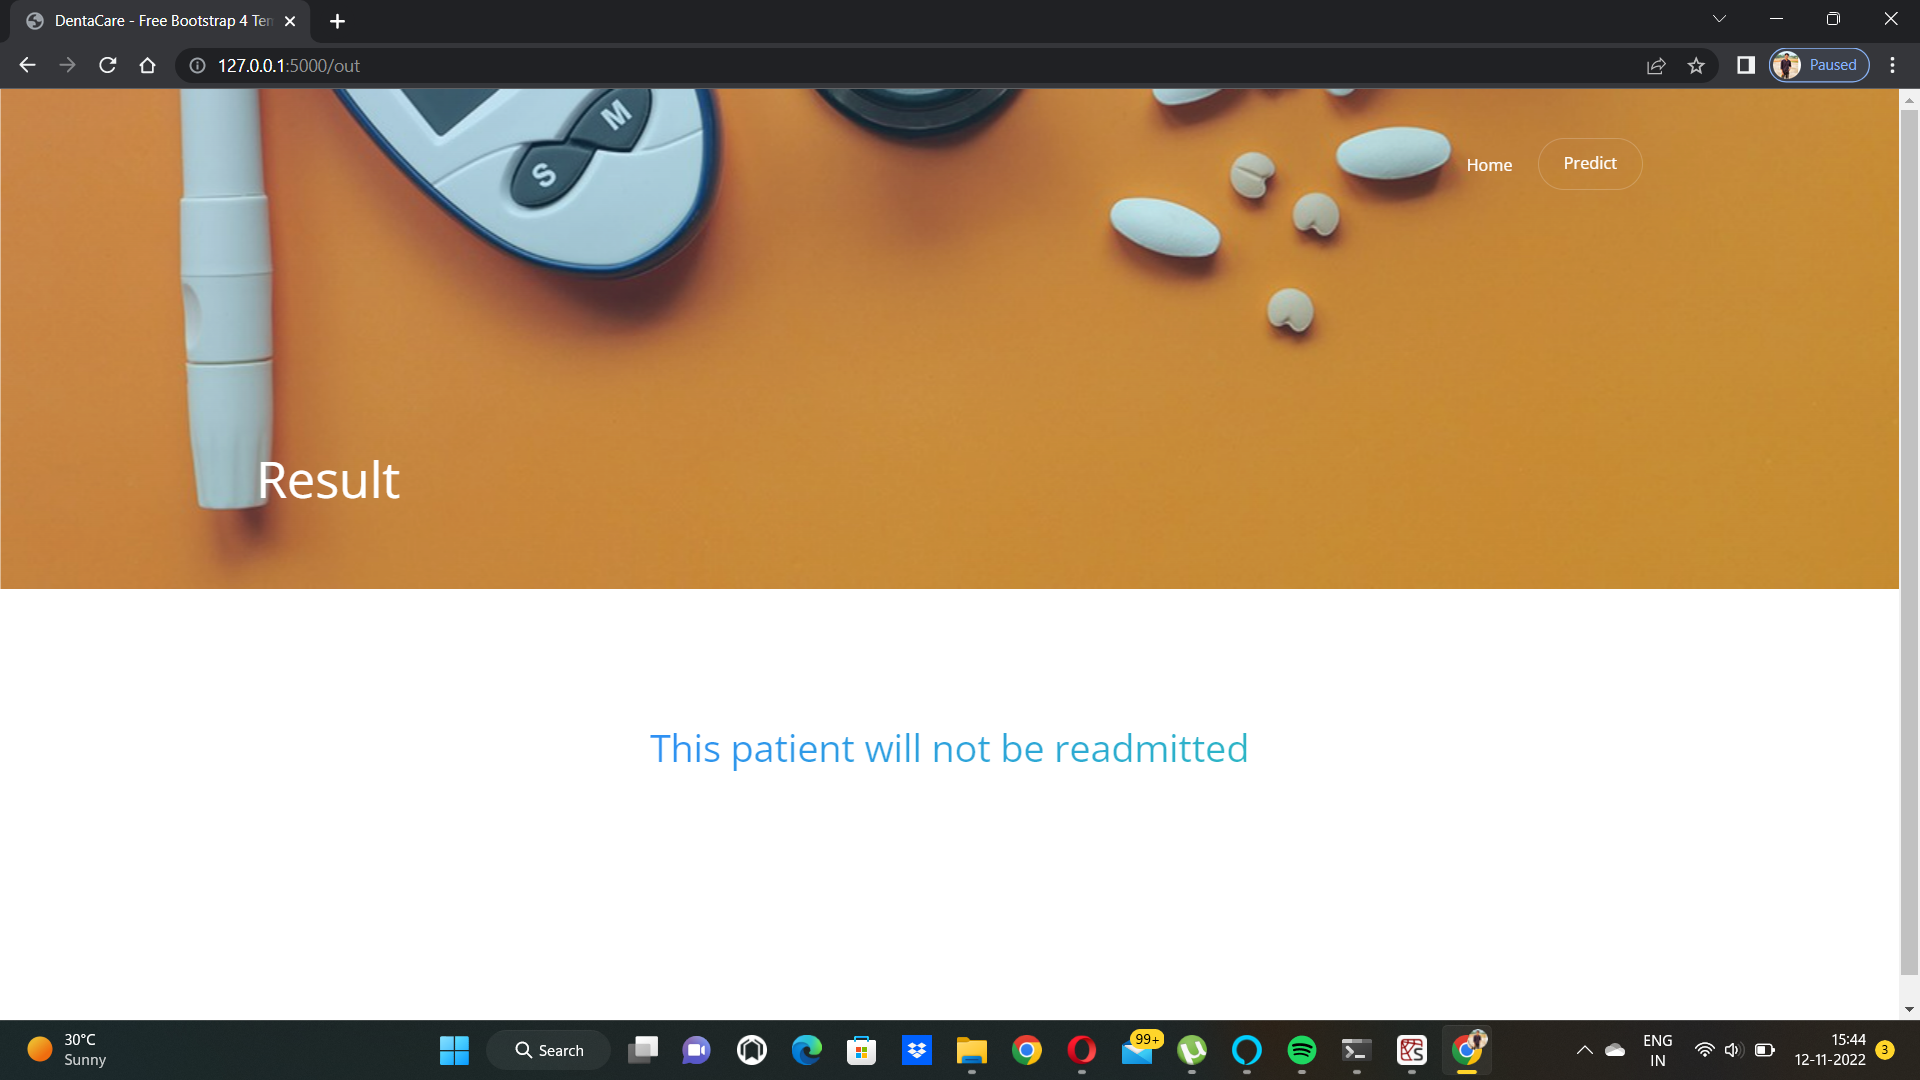 DentaCare - Free Bootstrap 4 Ten
127.0.0.1:5000/out
Paused
M
S
Home
Predict
Result
This patient will not be readmitted
30°C
Sunny
Search
99+
ENG
IN
15:44
12-11-2022
3